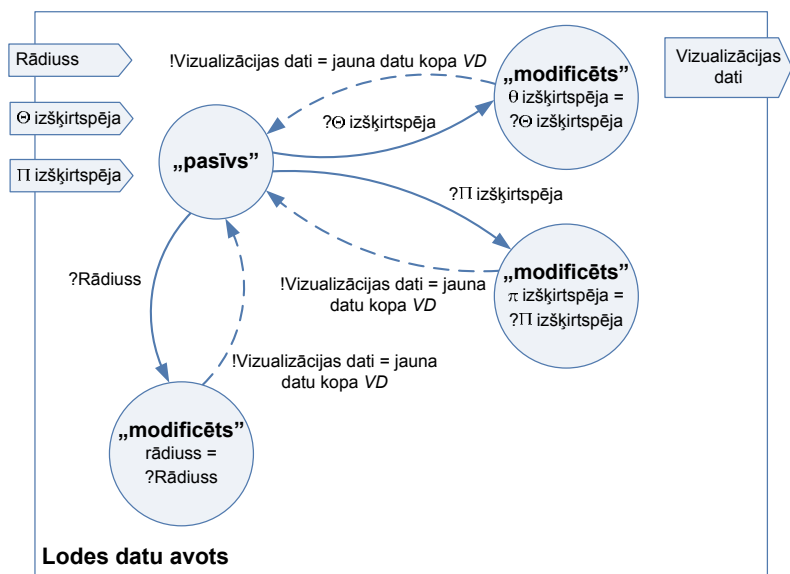 Rādiuss
Θ izšķirtspēja
Π izšķirtspēja
!Vizualizācijas dati = jauna datu kopa VD
„modificēts”
θ izšķirtspēja =
?Θ izšķirtspēja
Vizualizācijas
dati
?Θ izšķirtspēja
„pasīvs”
?Π izšķirtspēja
!Vizualizācijas dati = jauna
datu kopa VD
„modificēts”
π izšķirtspēja =
?Π izšķirtspēja
?Rādiuss
!Vizualizācijas dati = jauna
datu kopa VD
„modificēts”
rādiuss =
?Rādiuss
Lodes datu avots